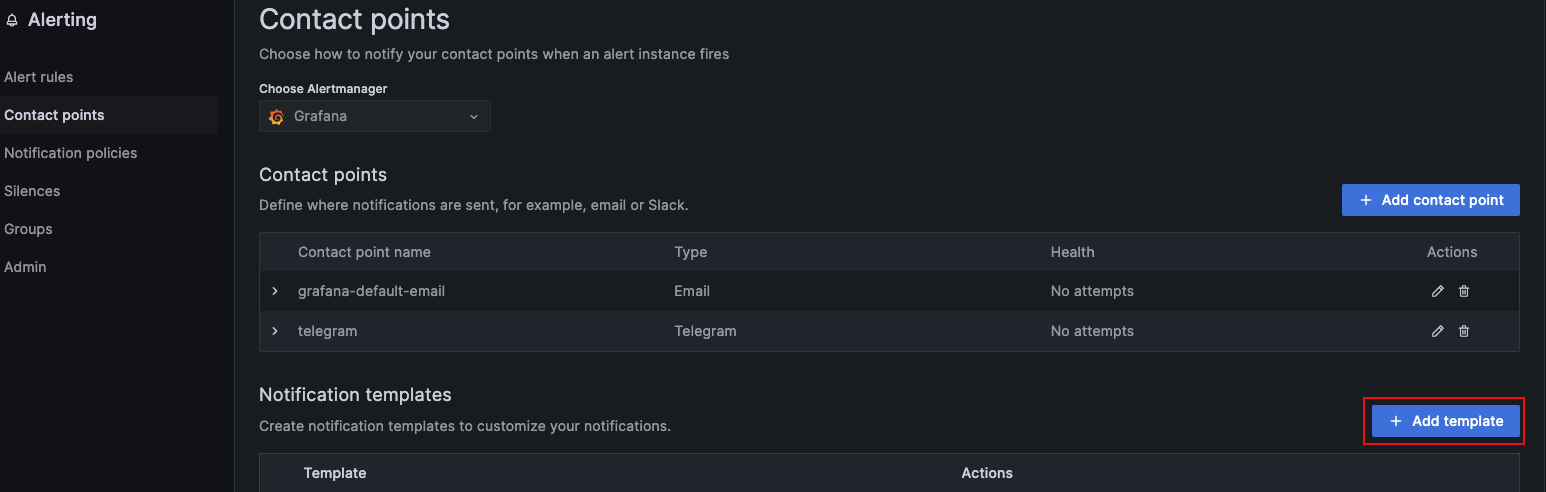 Alerting
Alert rules
Contact points
Notification policies
Silences
Groups
Admin
Contact points
Choose how to notify your contact points when an alert instance fires
Choose Alertmanager
Grafana
Contact points
Define where notifications are sent, for example, email or Slack.
+ Add contact point
Contact point name Type Health Actions
grafana-default-email Email No attempts
telegram Telegram No attempts
Notification templates
Create notification templates to customize your notifications.
+ Add template
Template Actions